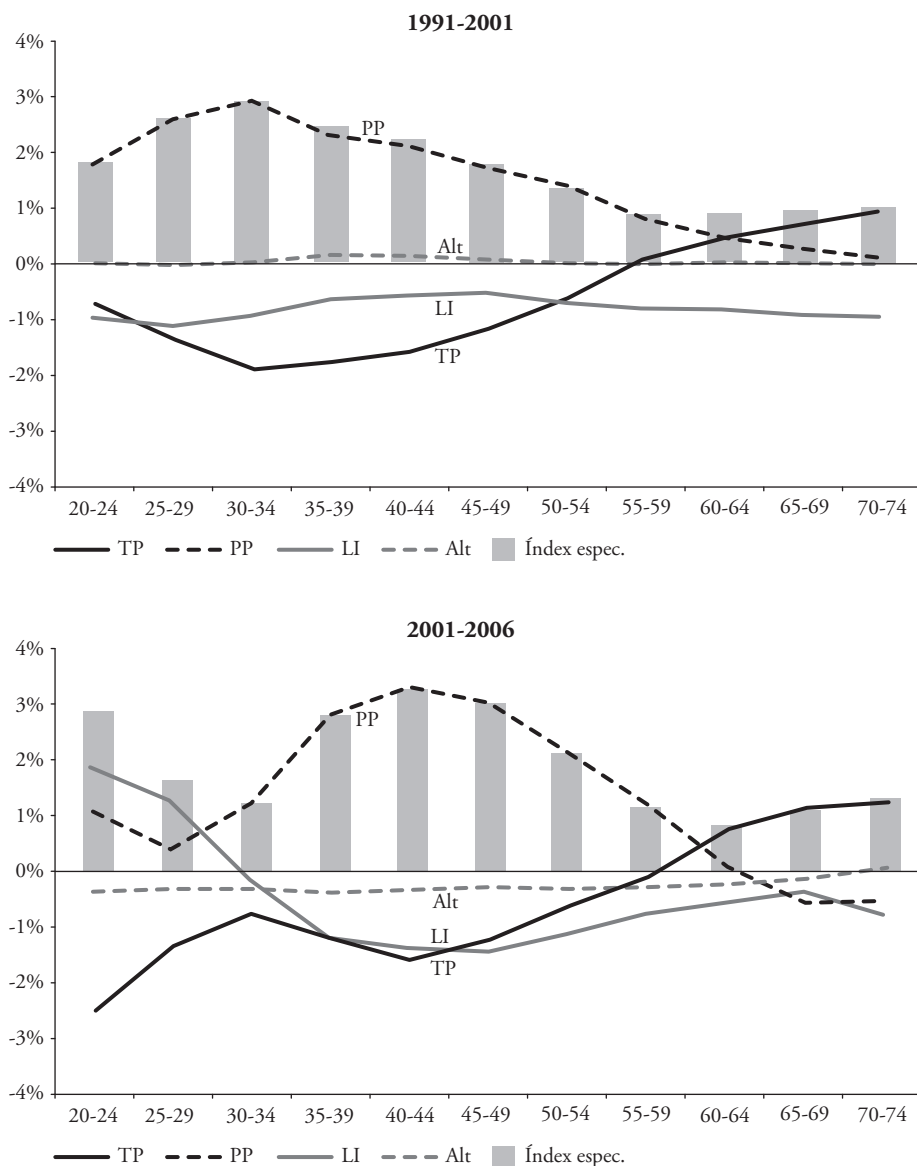 1991-2001
4%
3%
2%
1%
0%
-1%
-2%
-3%
-4%
PP
Alt
LI
TP
20-24 25-29 30-34 35-39 40-44 45-49 50-54 55-59 60-64 65-69 70-74
TP PP LI Alt Índex espec.
2001-2006
4%
3%
2%
1%
0%
-1%
-2%
-3%
-4%
PP
Alt
LI
TP
20-24 25-29 30-34 35-39 40-44 45-49 50-54 55-59 60-64 65-69 70-74
TP PP LI Alt Índex espec.